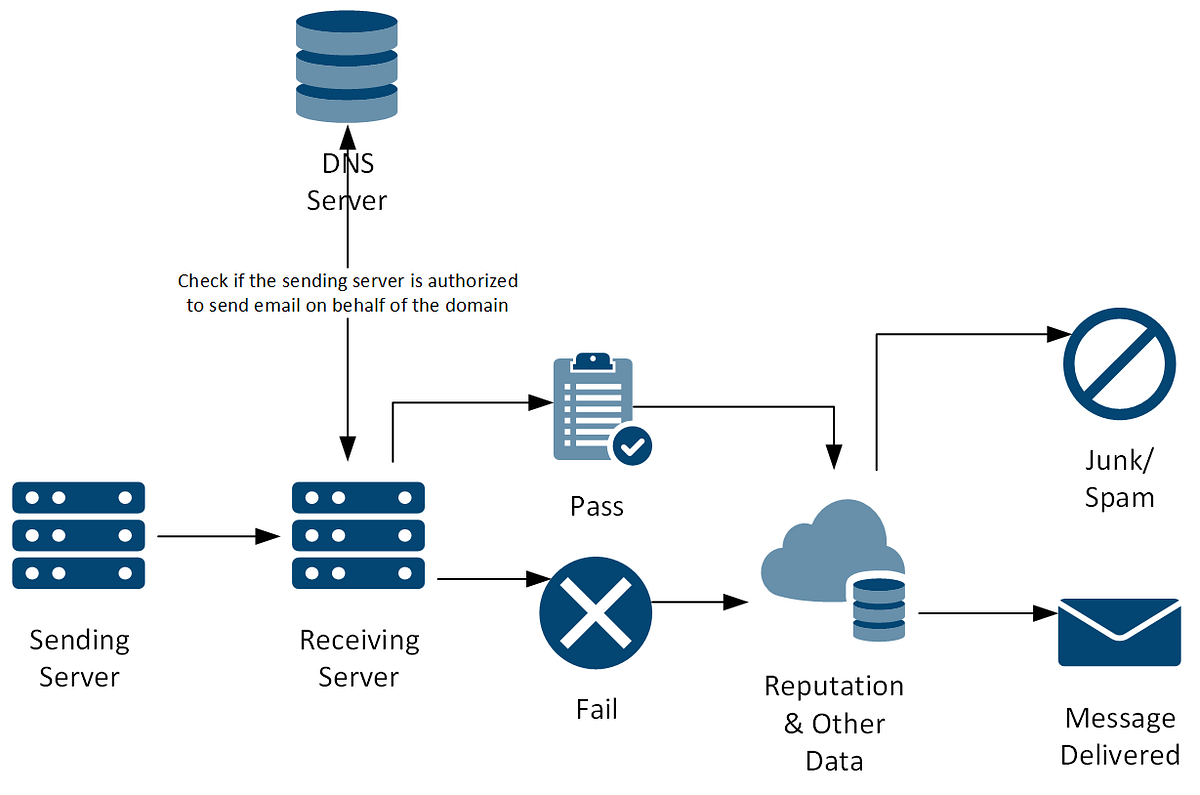 DNS
Server
Check if the sending server is authorized
to send email on behalf of the domain
Pass
Junk/
Spam
Sending
Server
Receiving
Server
Fail
Reputation
& Other
Data
Message
Delivered